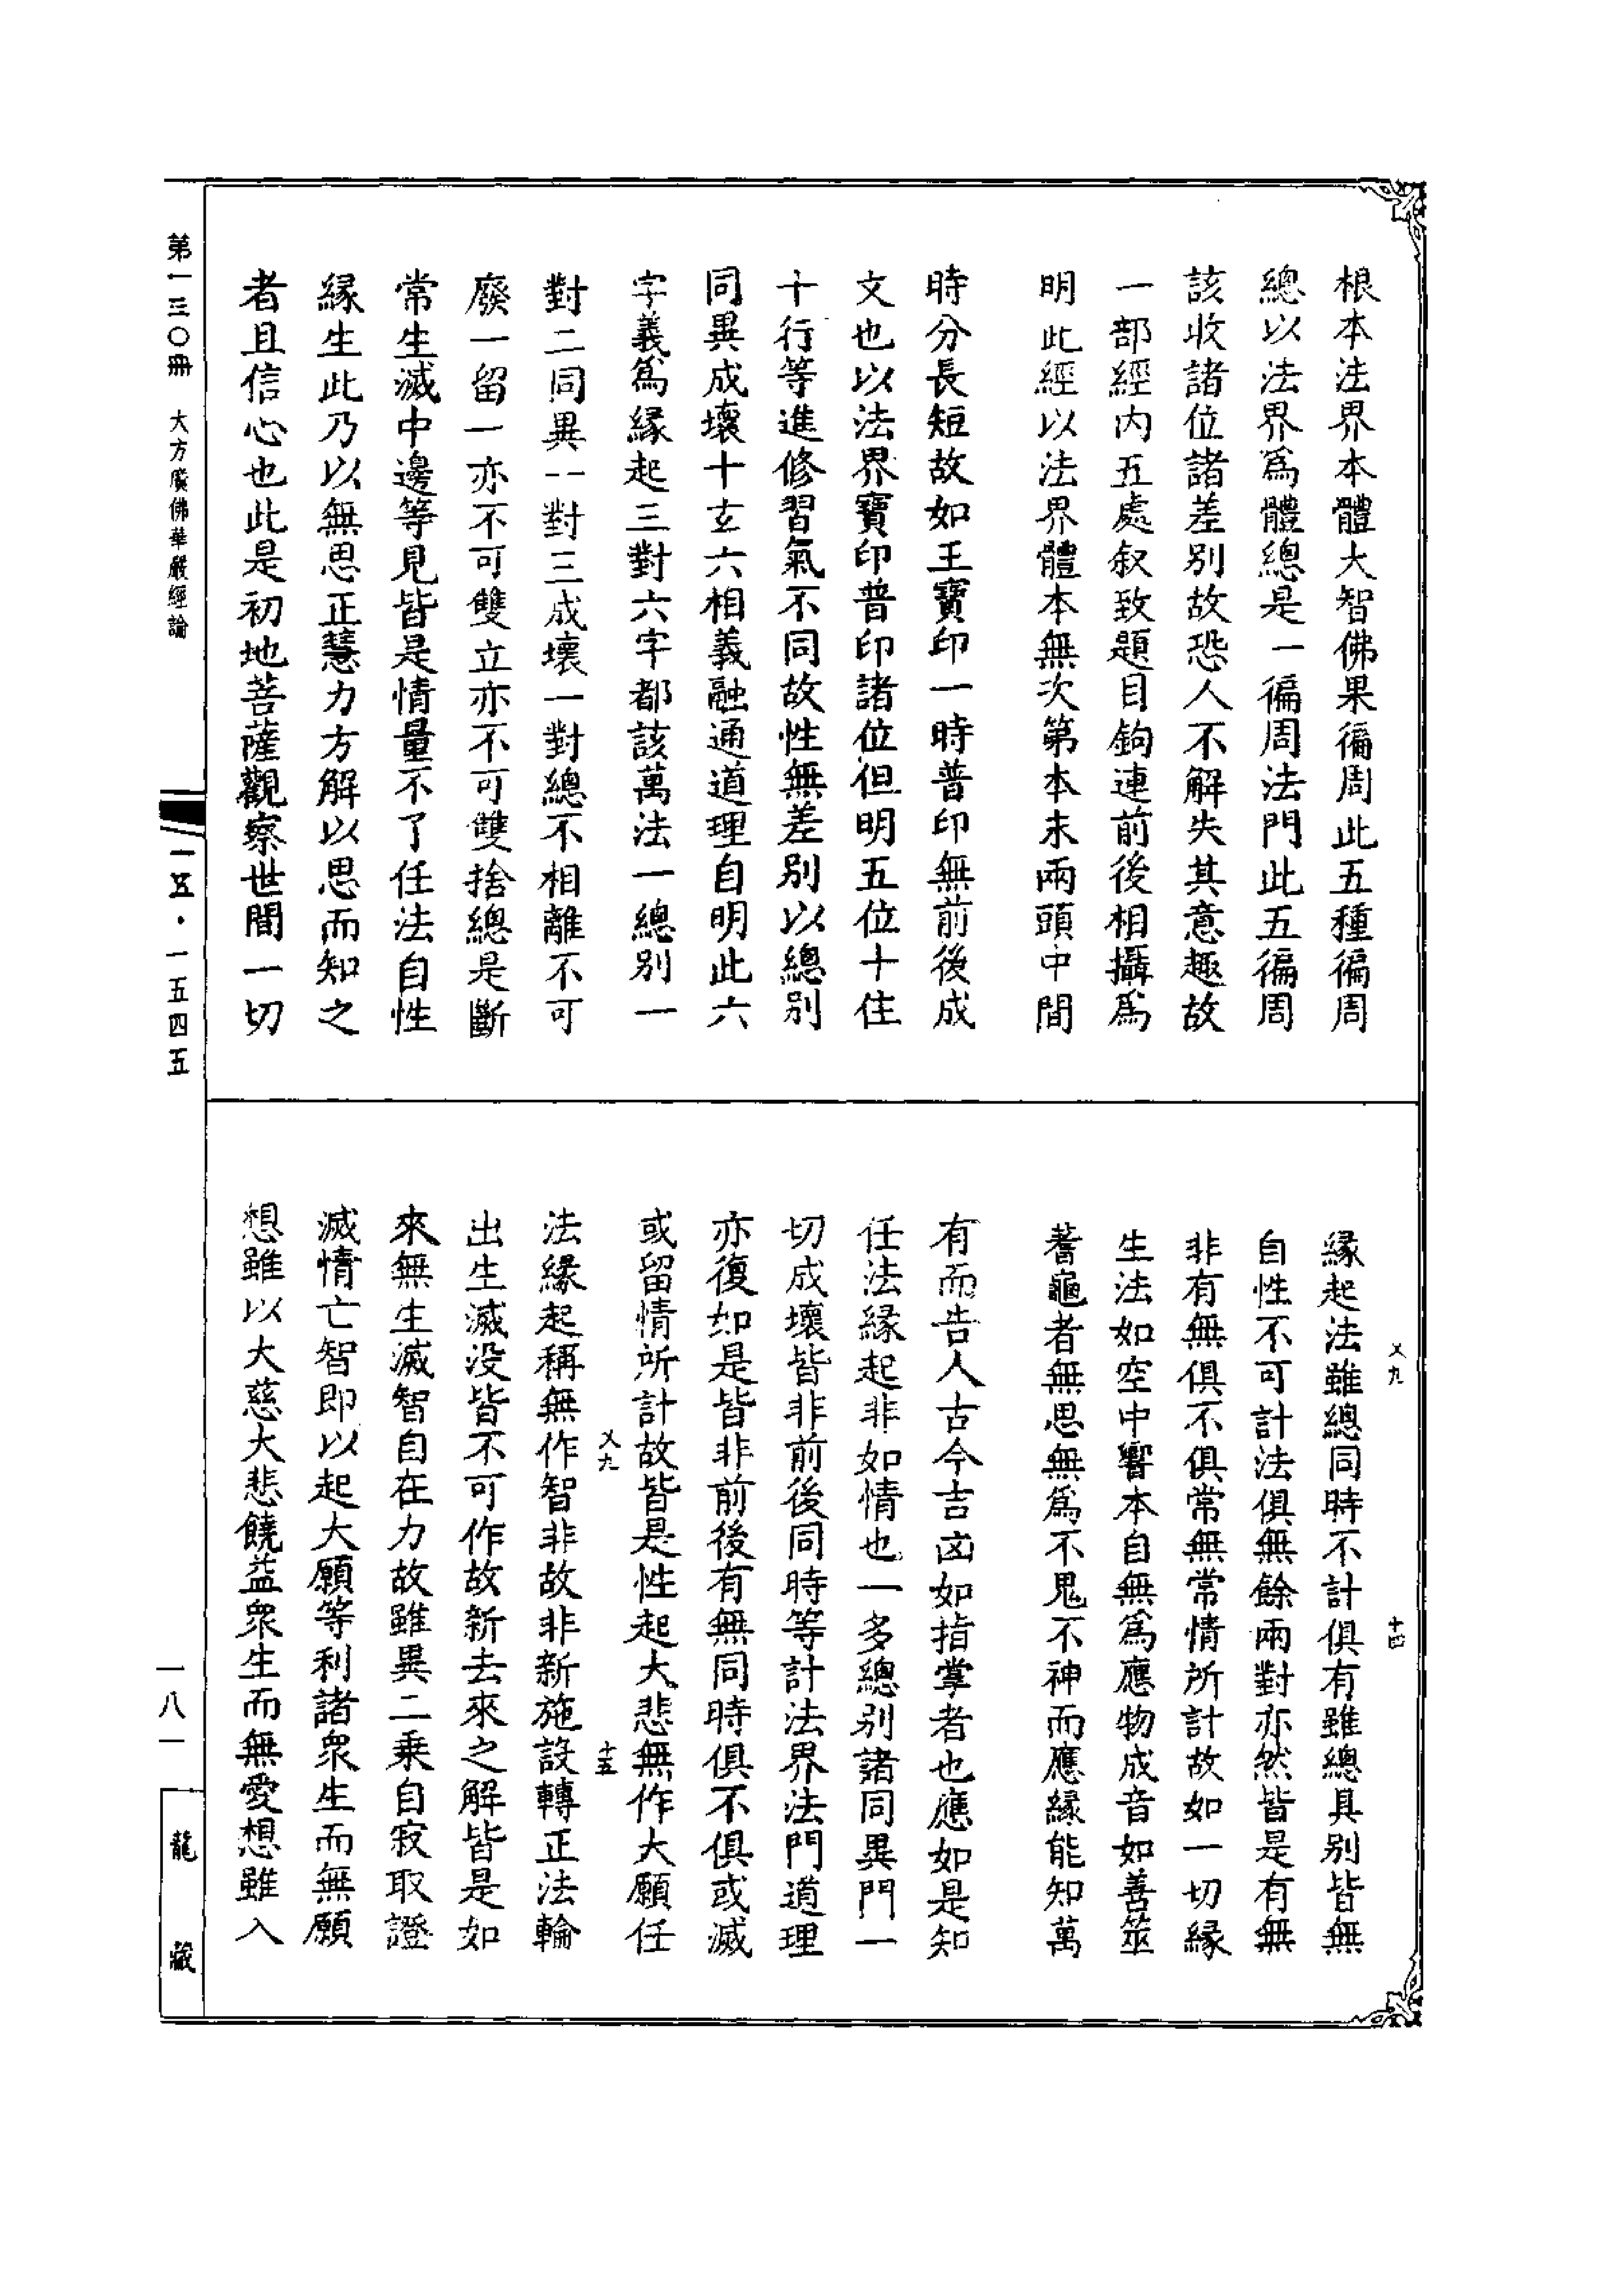 根本法界本體大智佛果徧周此五種徧周
總以法界爲體總是一徧周法門此五徧周
該收諸位諸差別故恐人不解失其意趣故
一部經内五處叙致題目鉤連前後相攝爲
明此經以法界體本無次第本末兩頭中間
時分長短故如王寶印一時普印無前後成
文也以法界寶印普印諸位但明五位十住
十行等進修習氣不同故性無差別以總別
同異成壞十玄六相義融通道理自明此六
字義爲緣起三對六字都該萬法一總別一
對二同異一對三成壞一對總不相離不可
廢一留一亦不可雙立亦不可雙捨總是斷
常生滅中邊等見皆是情量不了任法自性
緣生此乃以無思正慧力方解以思而知之
者且信心也此是初地菩薩觀察世間一切
乂九
十四
緣起法雖總同時不計俱有雖總具别皆無
自性不可計法俱無餘兩對亦然皆是有無
非有無俱不俱常無常情所計故如一切緣
生法如空中響本自無爲應物成音如善筮
蓍龜者無思無爲不鬼不神而應緣能知萬
有而告人古今吉凶如指掌者也應如是知
任法緣起非如情也一多總别諸同異門一
切成壞皆非前後同時等計法界法門道理
亦復如是皆非前後有無同時俱不俱或滅
或留情所計故皆是性起大悲無作大願任
乂九
十五
法緣起稱無作智非故非新施設轉正法輪
出生滅没皆不可作故新去來之解皆是如
來無生滅智自在力故雖異二乘自寂取證
滅情亡智即以起大願等利諸衆生而無願
想雖以大慈大悲饒益衆生而無愛想雖入
第一三〇冊 大方廣佛華嚴經論
一五·一五四五
一八一
龍藏